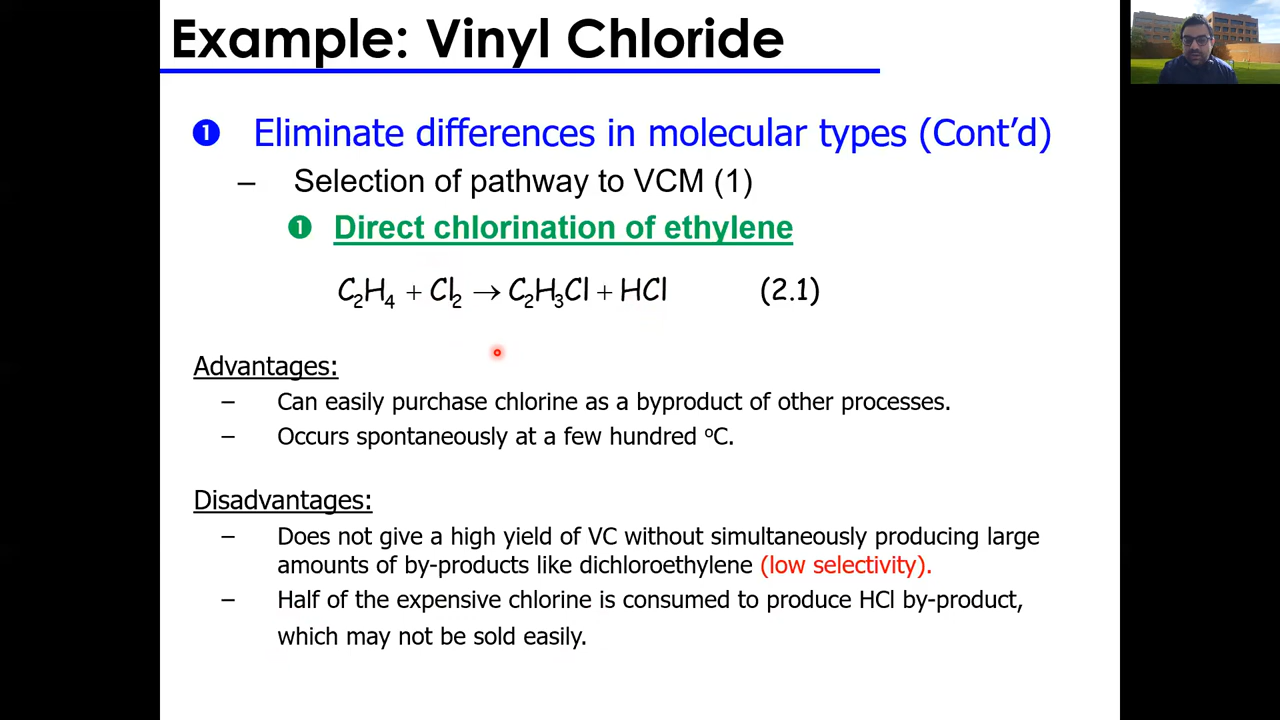 Example: Vinyl Chloride
❶ Eliminate differences in molecular types (Cont’d)
– Selection of pathway to VCM (1)
❶ Direct chlorination of ethylene
C₂H₄ + Cl₂ → C₂H₃Cl + HCl (2.1)
Advantages:
– Can easily purchase chlorine as a byproduct of other processes.
– Occurs spontaneously at a few hundred ᵒC.
Disadvantages:
– Does not give a high yield of VC without simultaneously producing large
amounts of by-products like dichloroethylene (low selectivity).
– Half of the expensive chlorine is consumed to produce HCl by-product,
which may not be sold easily.